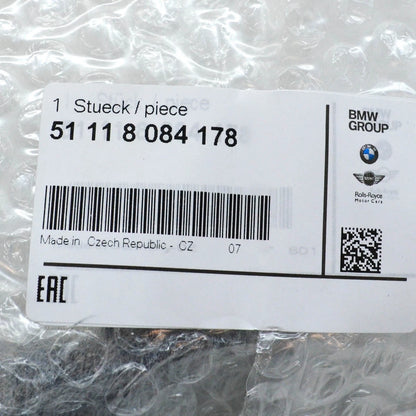 1 Stueck / piece
51 11 8 084 178
Made in Czech Republic - CZ 07
EAC
BMW
GROUP
Rolls-Royce
Motor Cars